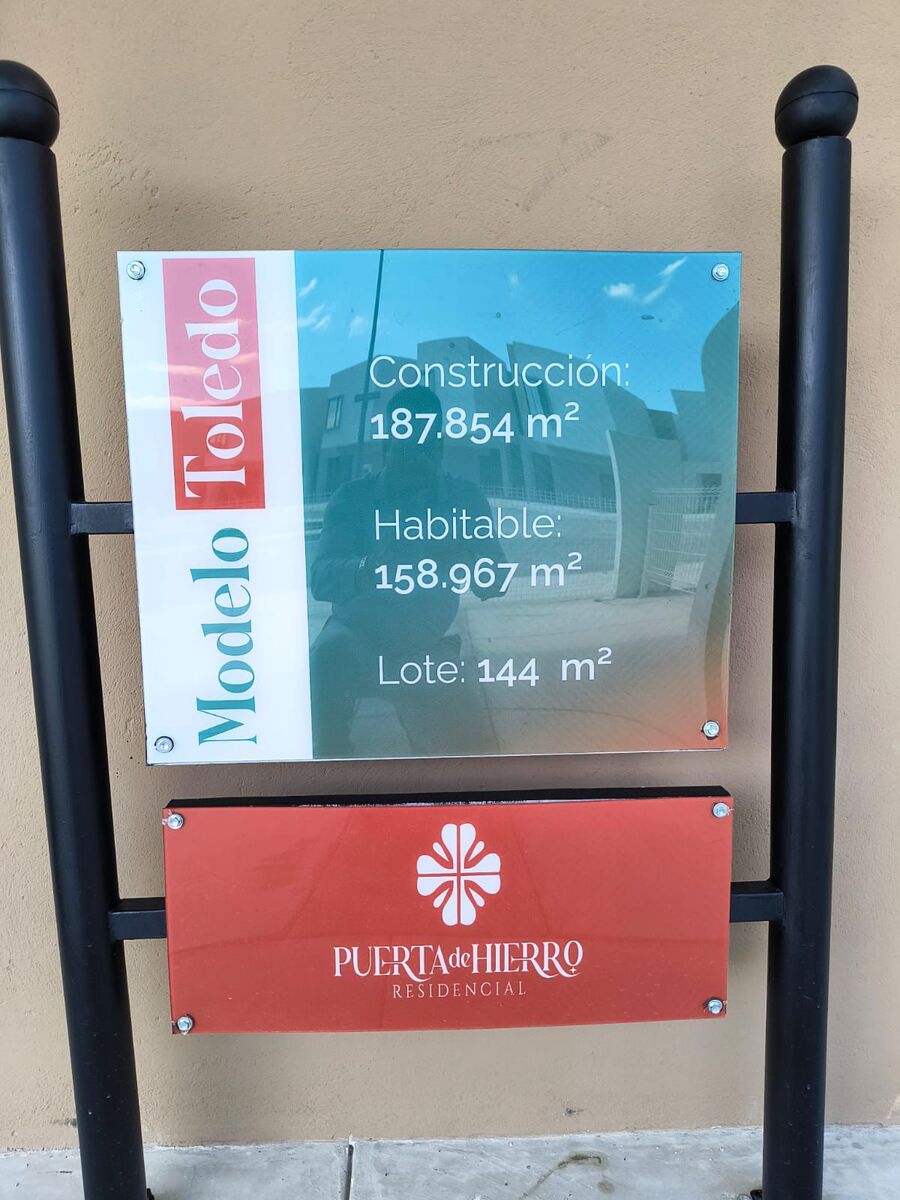 Modelo Toledo
Construcción:
187.854 m²
Habitable:
158.967 m²
Lote: 144 m²
PUERTA de HIERRO
RESIDENCIAL